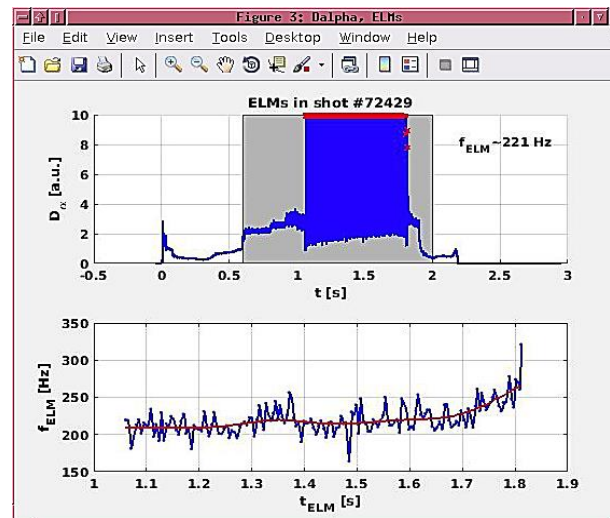 Figure 3: Dalpha, ELMs
File Edit View Insert Tools Desktop Window Help
ELMs in shot #72429
f_ELM~221 Hz
D_α [a.u.]
10
8
6
4
2
0
-0.5 0 0.5 1 1.5 2 2.5 3
t [s]
f_ELM [Hz]
350
300
250
200
150
1 1.1 1.2 1.3 1.4 1.5 1.6 1.7 1.8 1.9
t_ELM [s]